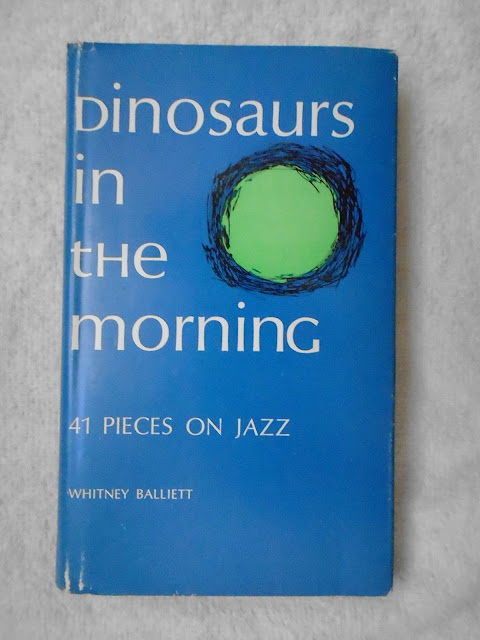 Dinosaurs
in
tHe
morninG
41 PIECES ON JAZZ
WHITNEY BALLIETT